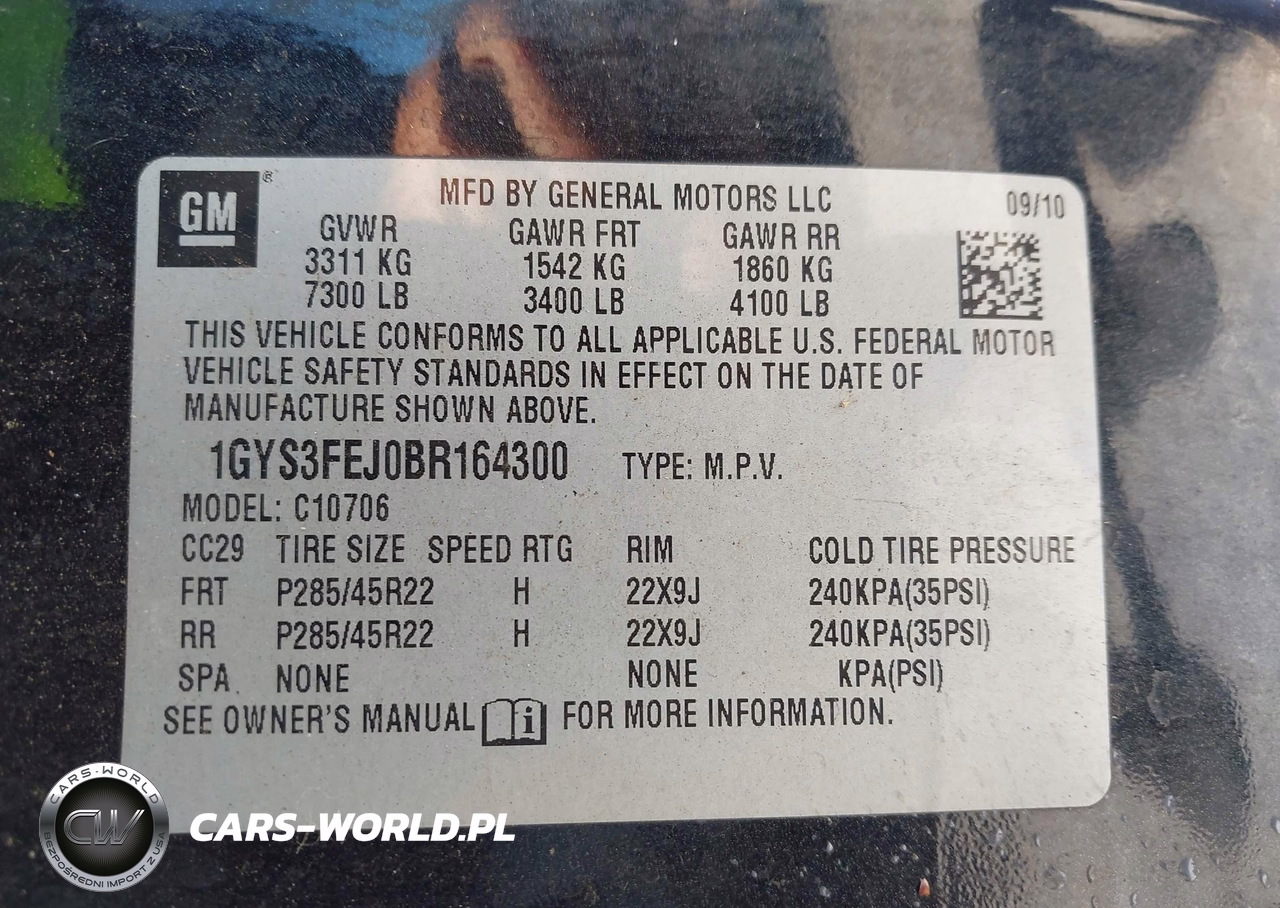 GM ®
MFD BY GENERAL MOTORS LLC 09/10
GVWR GAWR FRT GAWR RR
3311 KG 1542 KG 1860 KG
7300 LB 3400 LB 4100 LB
THIS VEHICLE CONFORMS TO ALL APPLICABLE U.S. FEDERAL MOTOR
VEHICLE SAFETY STANDARDS IN EFFECT ON THE DATE OF
MANUFACTURE SHOWN ABOVE.
1GYS3FEJ0BR164300 TYPE: M.P.V.
MODEL: C10706
CC29 TIRE SIZE SPEED RTG RIM COLD TIRE PRESSURE
FRT P285/45R22 H 22X9J 240KPA(35PSI)
RR P285/45R22 H 22X9J 240KPA(35PSI)
SPA NONE NONE KPA(PSI)
SEE OWNER'S MANUAL i FOR MORE INFORMATION.
CARS-WORLD
CW
BEZPOŚREDNI IMPORT Z USA
CARS-WORLD.PL